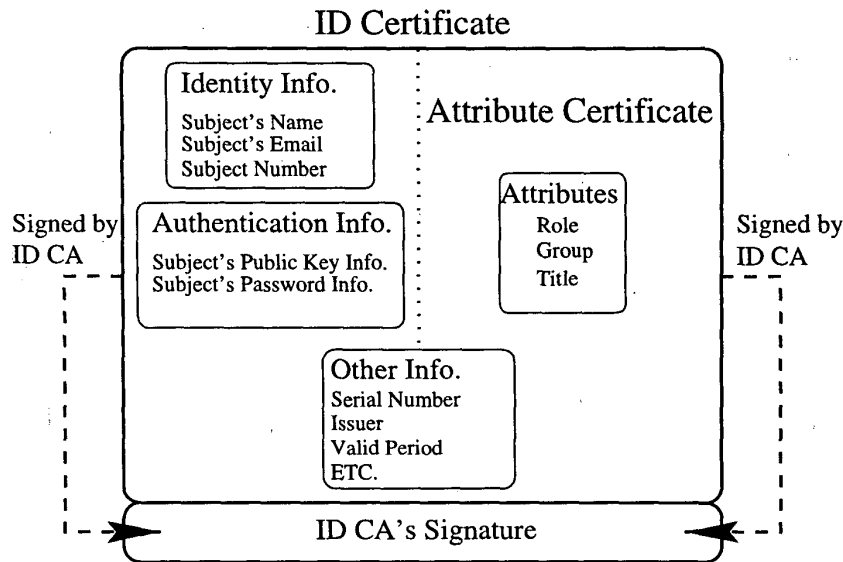 ID Certificate
Identity Info.
Subject's Name
Subject's Email
Subject Number
Attribute Certificate
Authentication Info.
Subject's Public Key Info.
Subject's Password Info.
Attributes
Role
Group
Title
Signed by
ID CA
Signed by
ID CA
Other Info.
Serial Number
Issuer
Valid Period
ETC.
ID CA's Signature